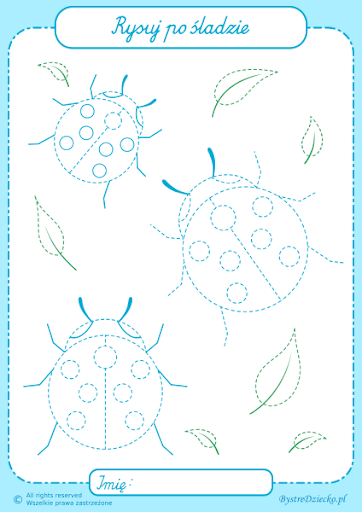 Rysuj po śladzie
Imię:
© All rights reserved
Wszelkie prawa zastrzeżone
BystreDziecko.pl